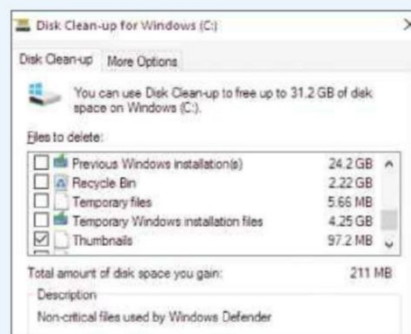 Disk Clean-up for Windows (C:)
Disk Clean-up More Options
You can use Disk Clean-up to free up to 31.2 GB of disk
space on Windows (C:).
Files to delete:
Previous Windows installation(s) 24.2 GB
Recycle Bin 2.22 GB
Temporary files 5.66 MB
Temporary Windows installation files 4.25 GB
Thumbnails 97.2 MB
Total amount of disk space you gain: 211 MB
Description
Non-critical files used by Windows Defender